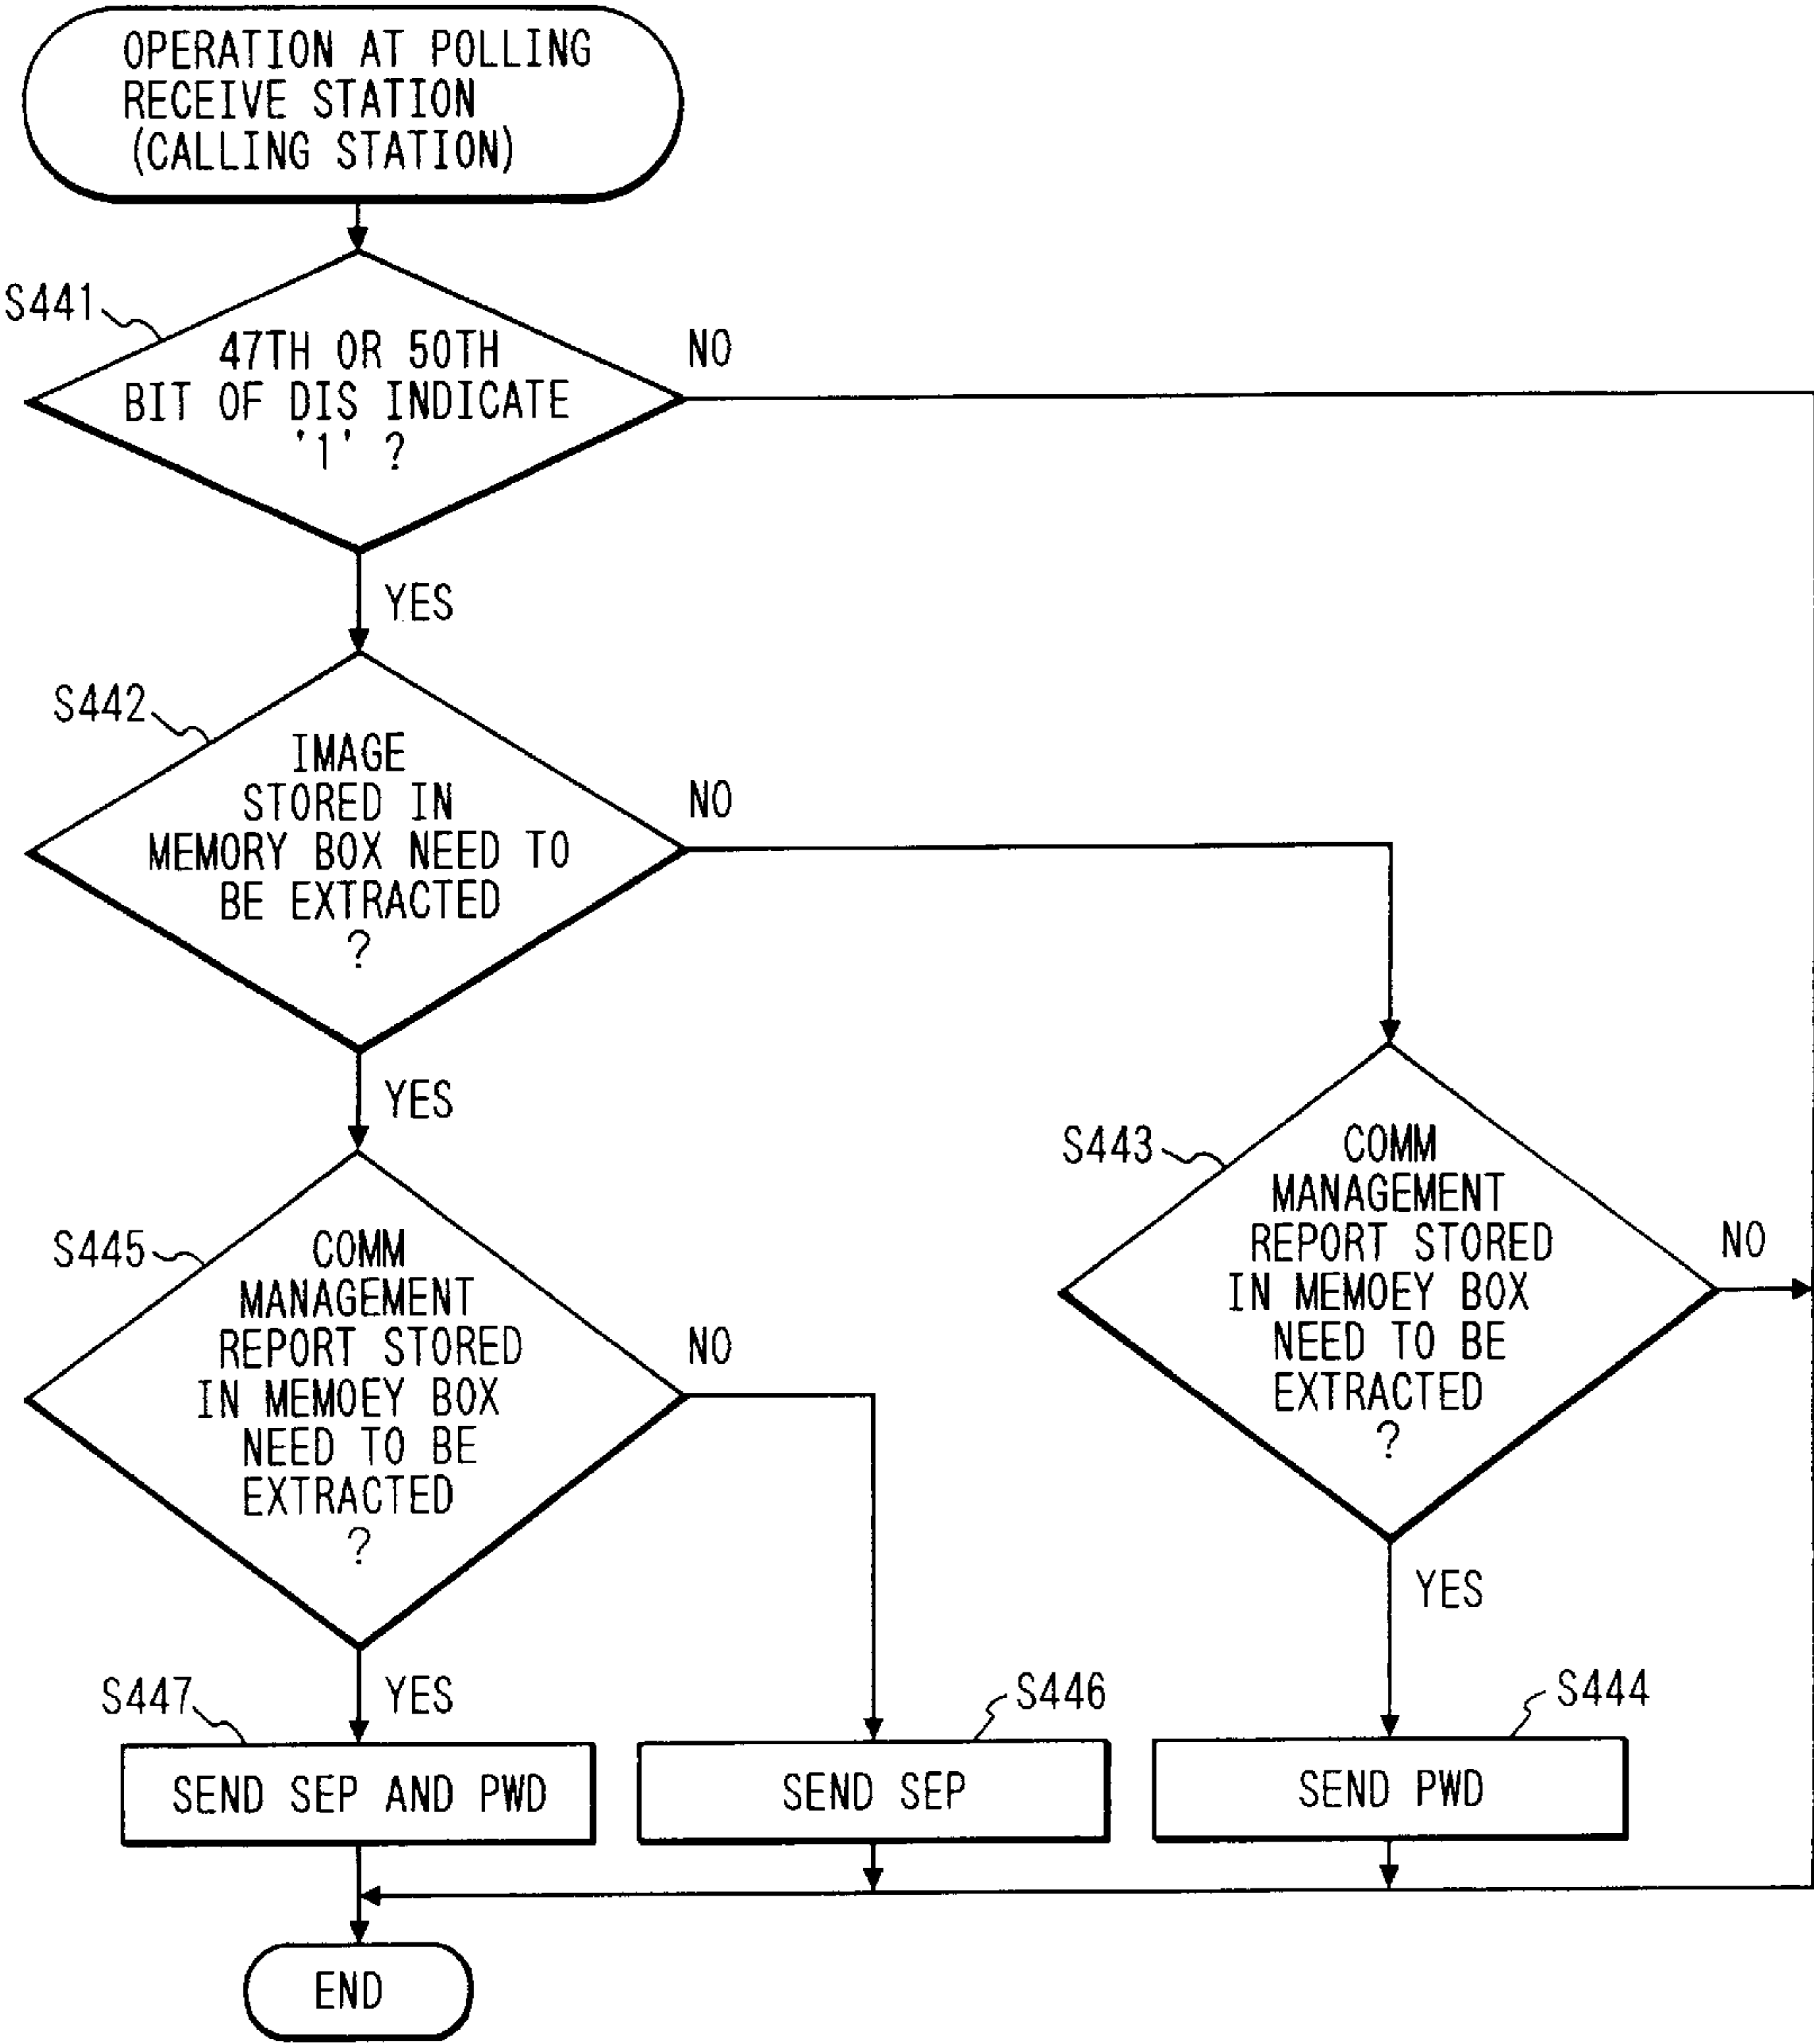 OPERATION AT POLLING
RECEIVE STATION
(CALLING STATION)
S441
47TH OR 50TH
BIT OF DIS INDICATE
'1' ?
NO
YES
S442
IMAGE
STORED IN
MEMORY BOX NEED TO
BE EXTRACTED
?
NO
YES
S443
COMM
MANAGEMENT
REPORT STORED
IN MEMOEY BOX
NEED TO BE
EXTRACTED
?
NO
YES
S445
COMM
MANAGEMENT
REPORT STORED
IN MEMOEY BOX
NEED TO BE
EXTRACTED
?
NO
YES
S447
SEND SEP AND PWD
S446
SEND SEP
S444
SEND PWD
END